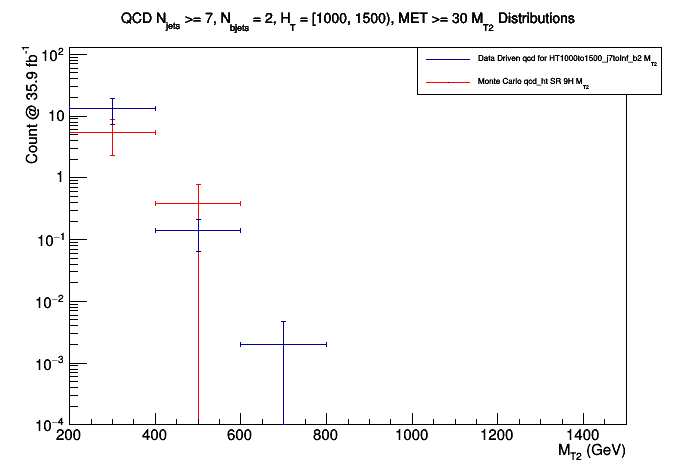 QCD N_jets >= 7, N_bjets = 2, H_T = [1000, 1500), MET >= 30 M_T2 Distributions
Data Driven qcd for HT1000to1500_j7toInf_b2 M_T2
Monte Carlo qcd_ht SR 9H M_T2
Count @ 35.9 fb^-1
10^2
10
1
10^-1
10^-2
10^-3
10^-4
200 400 600 800 1000 1200 1400
M_T2 (GeV)